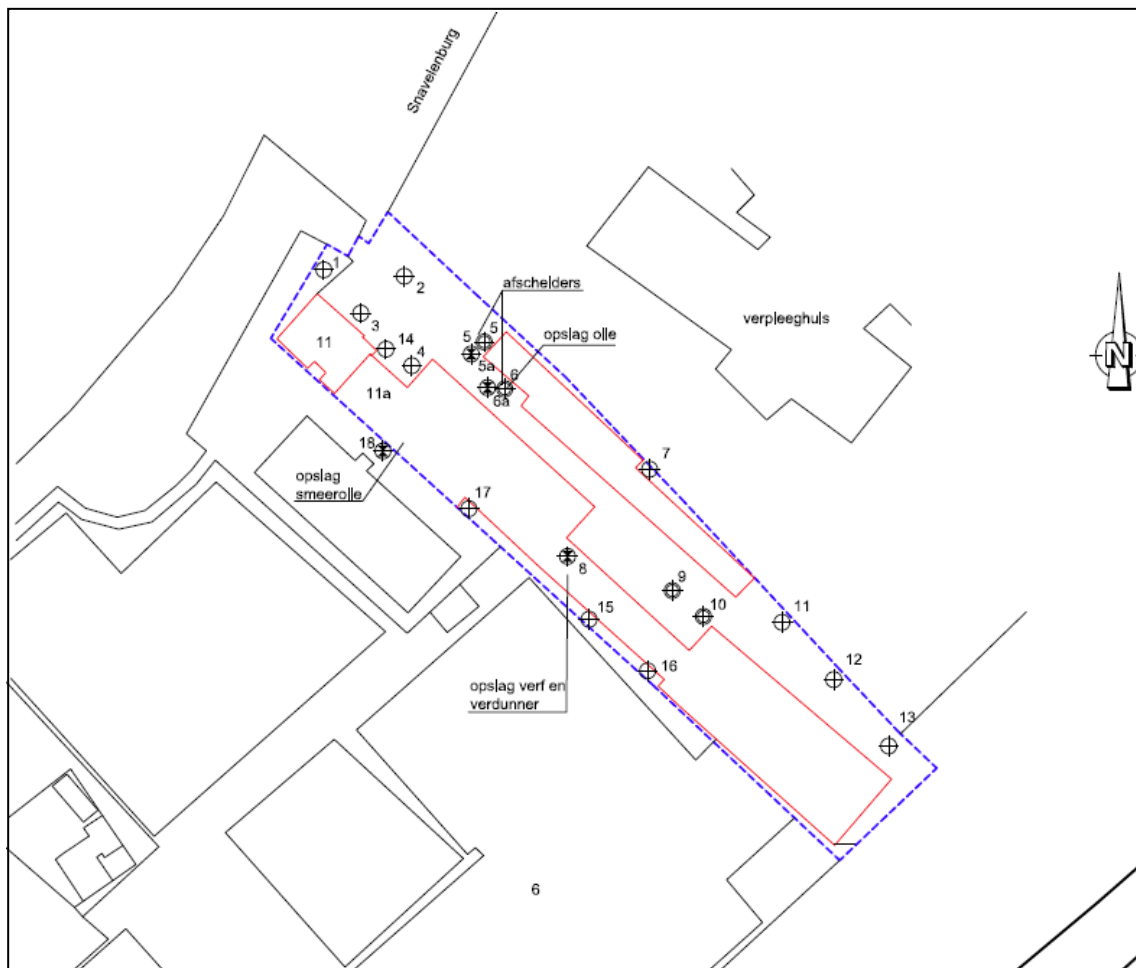 Snavelenburg
1
2
afscheiders
verpleeghuis
3
5
opslag olie
11
14
5
N
4
5a
6
11a
6a
18
7
opslag
smeerolie
17
8
9
10
15
11
16
12
opslag verf en
verdunner
13
6